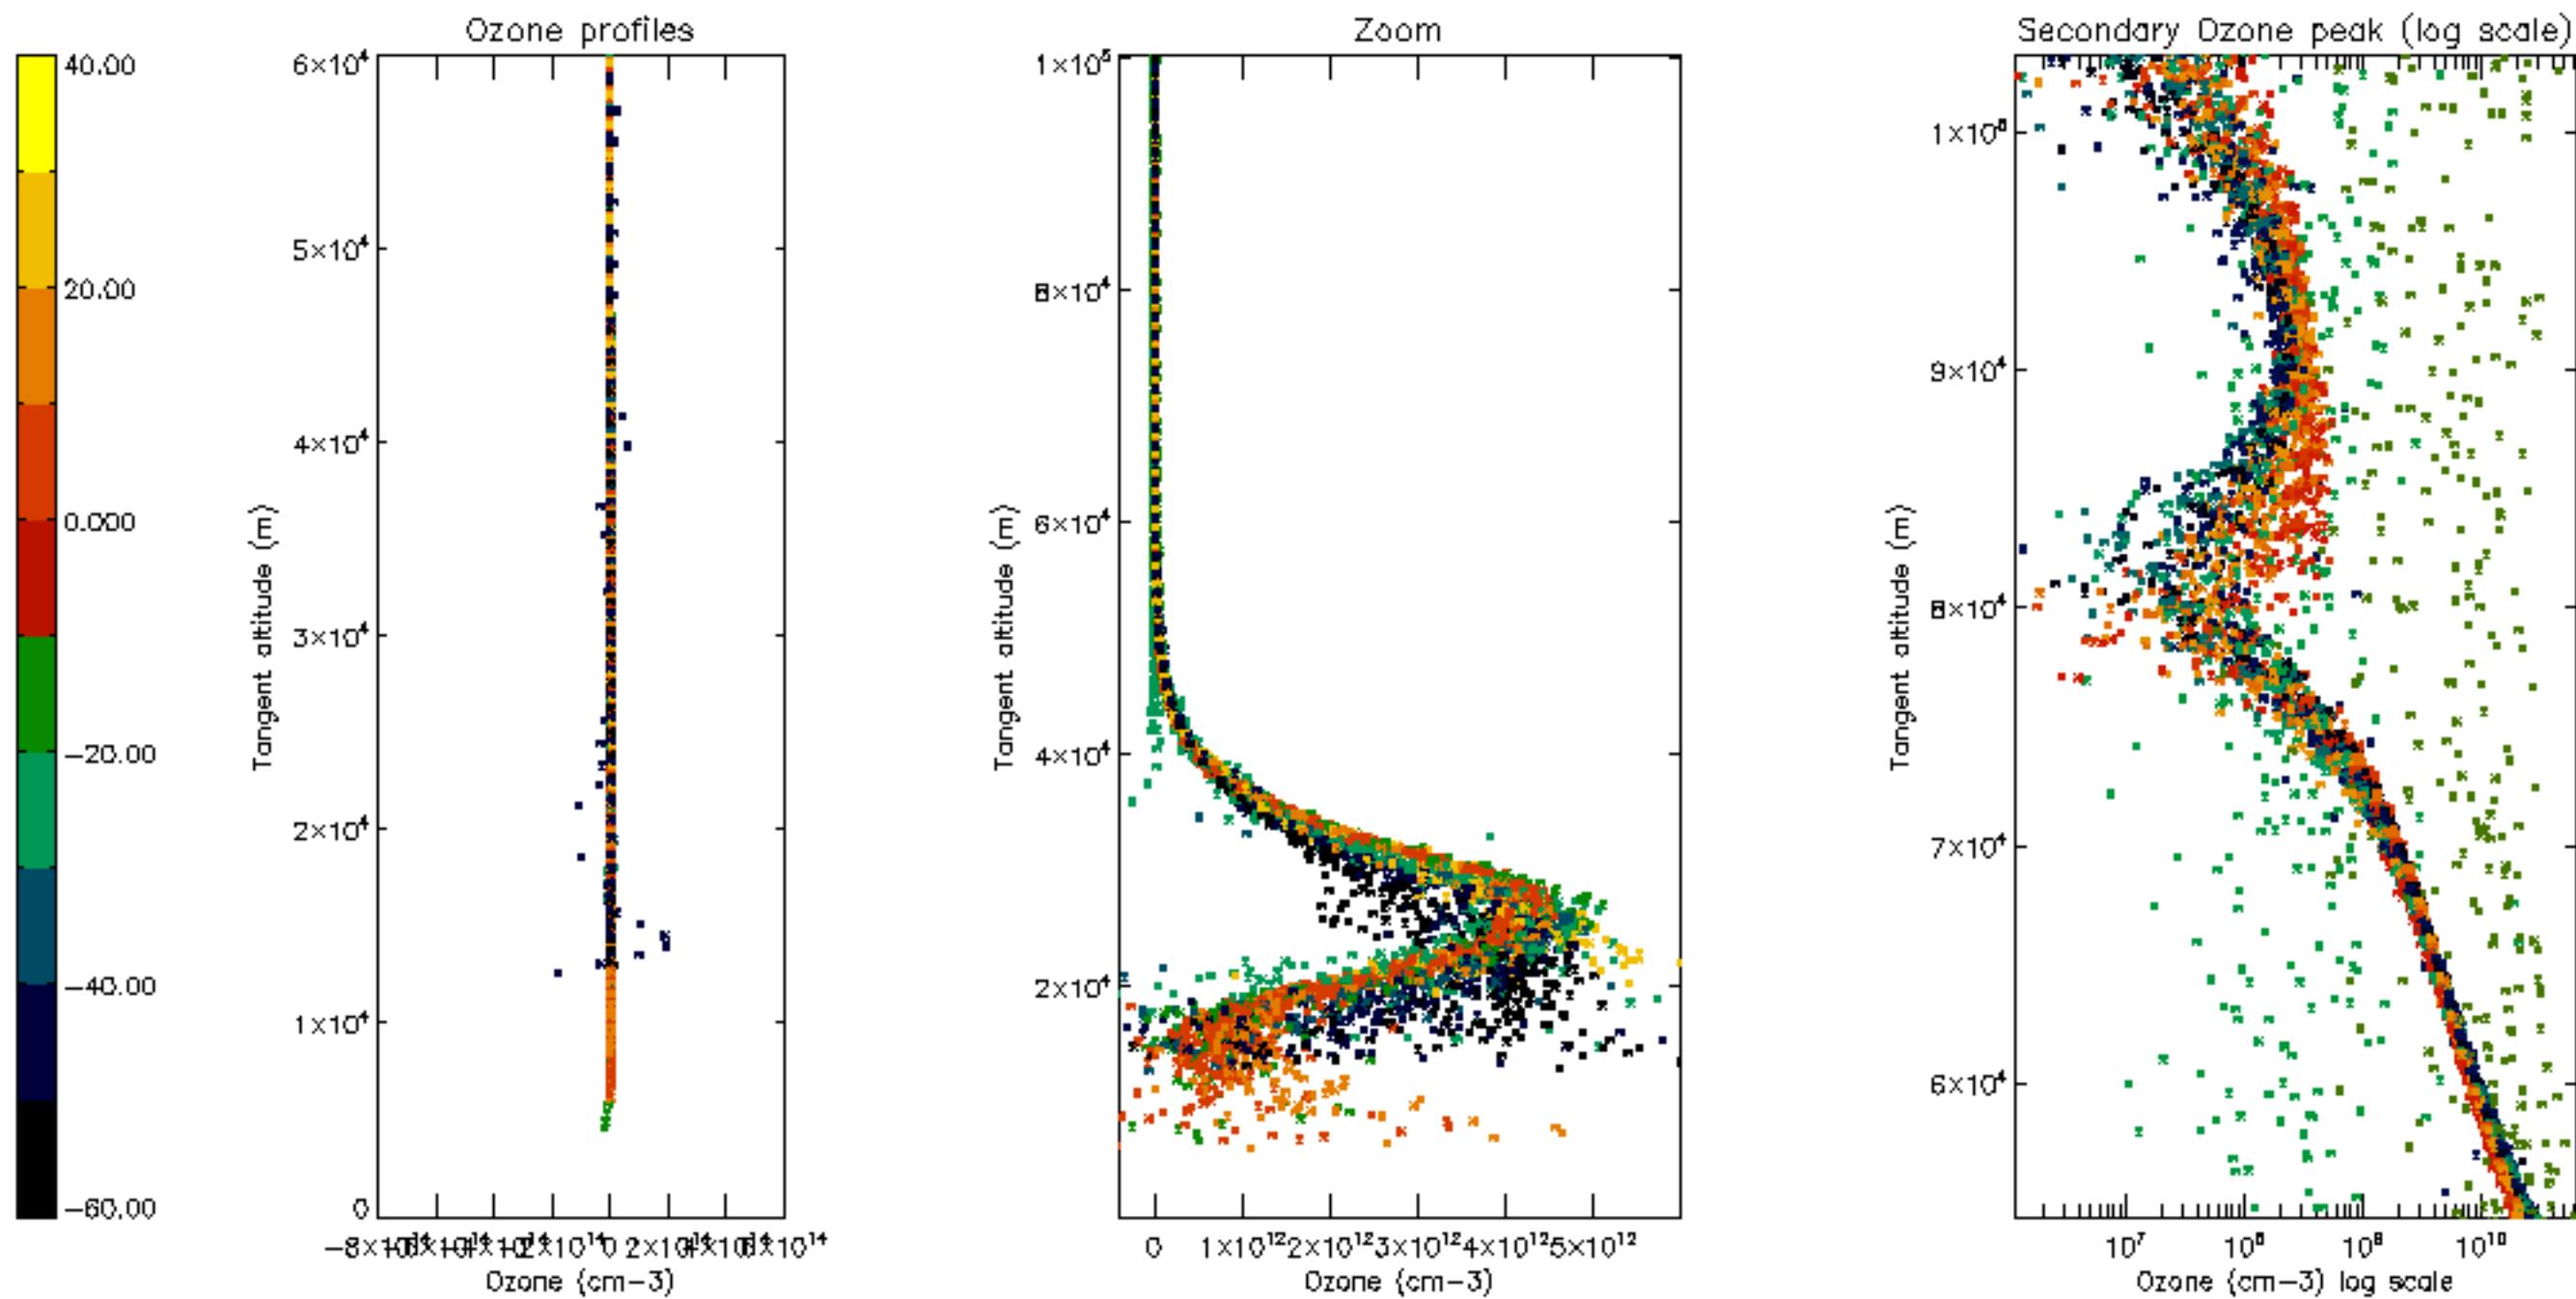 Ozone profiles
Zoom
Secondary Ozone peak (log scale)
40.00
20.00
0.000
-20.00
-40.00
-60.00
6×10⁴
5×10⁴
4×10⁴
3×10⁴
2×10⁴
1×10⁴
0
Tangent altitude (m)
0
Ozone (cm-3)
1×10⁵
8×10⁴
6×10⁴
4×10⁴
2×10⁴
Tangent altitude (m)
0 1×10¹² 2×10¹² 3×10¹² 4×10¹² 5×10¹²
Ozone (cm-3)
9×10⁴
8×10⁴
7×10⁴
6×10⁴
Tangent altitude (m)
10⁷ 10⁸ 10⁹ 10¹⁰
Ozone (cm-3) log scale